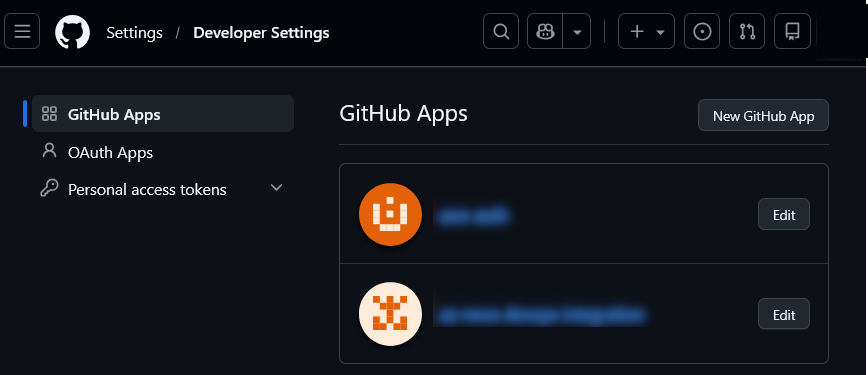 Settings / Developer Settings
GitHub Apps
OAuth Apps
Personal access tokens
GitHub Apps
New GitHub App
Edit
Edit